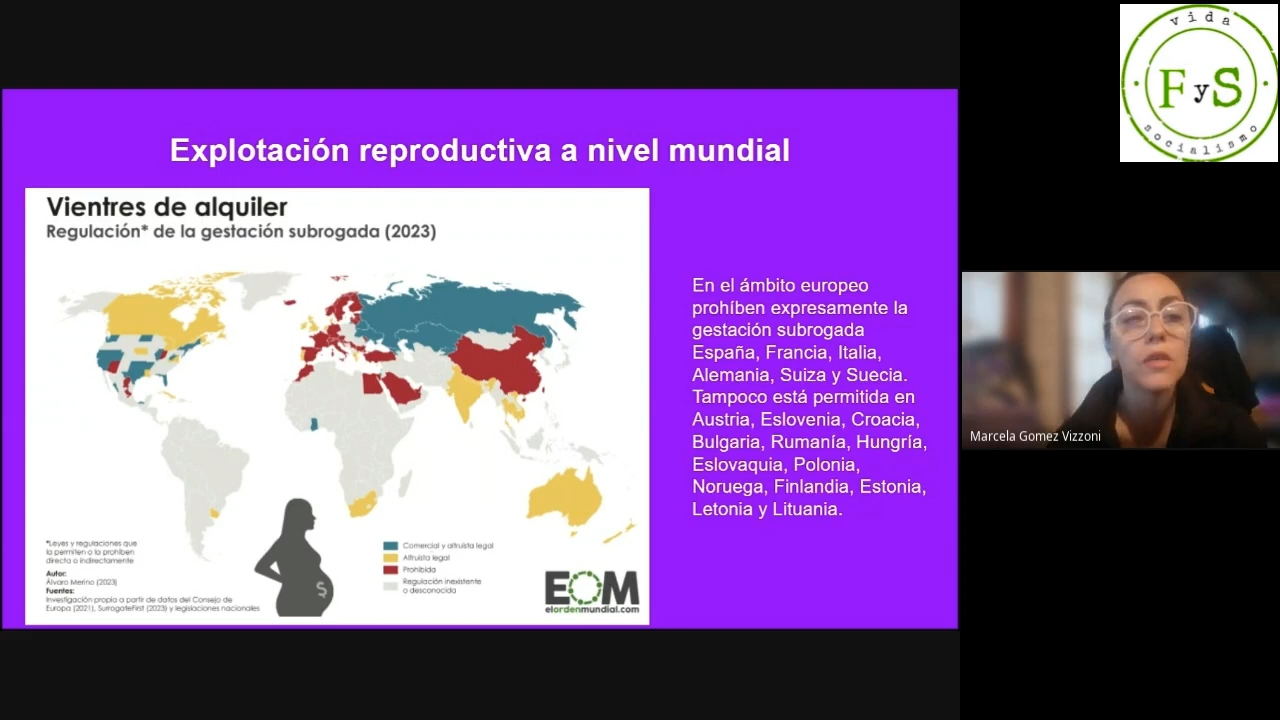 Explotación reproductiva a nivel mundial
Vientres de alquiler
Regulación* de la gestación subrogada (2023)
*Leyes y regulaciones que
la permiten o la prohíben
directa o indirectamente
Autor:
Álvaro Merino (2023)
Fuentes:
Investigación propia a partir de datos del Consejo de
Europa (2021), SurrogateFirst (2023) y legislaciones nacionales
$
Comercial y altruista legal
Altruista legal
Prohibida
Regulación inexistente
o desconocida
EOM
elordenmundial.com
En el ámbito europeo
prohíben expresamente la
gestación subrogada
España, Francia, Italia,
Alemania, Suiza y Suecia.
Tampoco está permitida en
Austria, Eslovenia, Croacia,
Bulgaria, Rumanía, Hungría,
Eslovaquia, Polonia,
Noruega, Finlandia, Estonia,
Letonia y Lituania.
vida
FyS
socialismo
Marcela Gomez Vizzoni